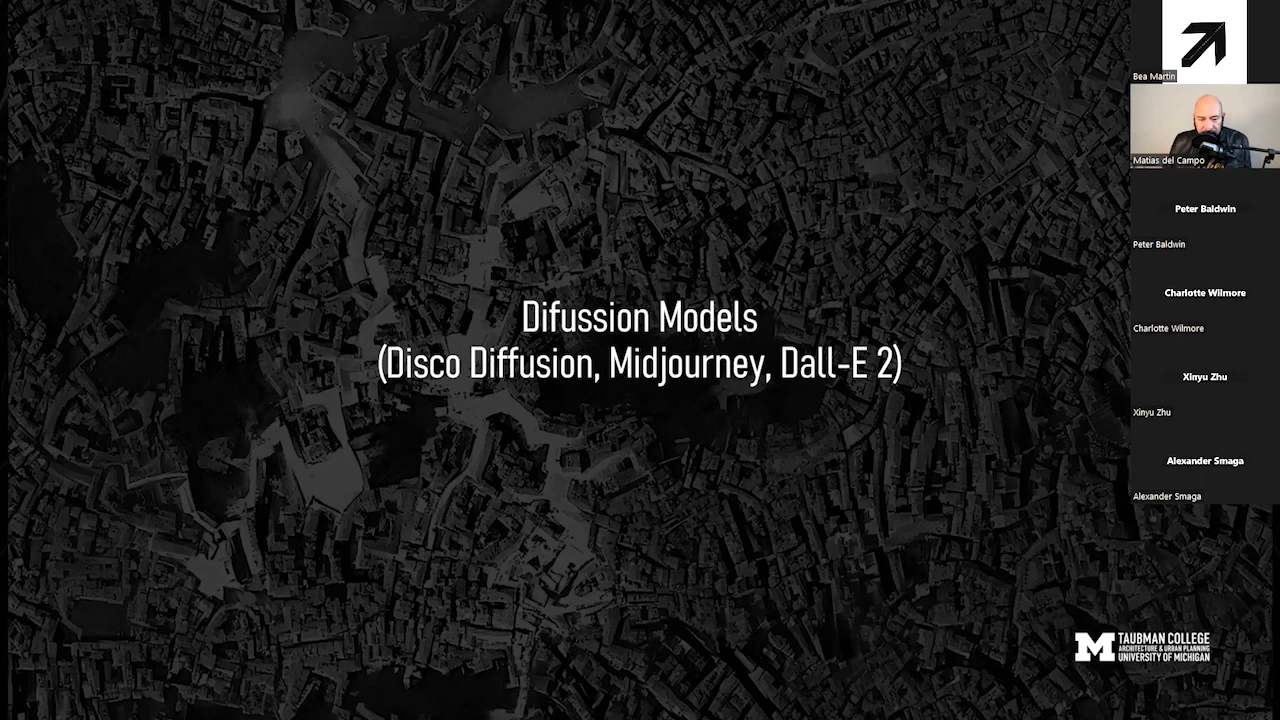 Difussion Models
(Disco Diffusion, Midjourney, Dall-E 2)
Bea Martin
Matias del Campo
Peter Baldwin
Peter Baldwin
Charlotte Wilmore
Charlotte Wilmore
Xinyu Zhu
Xinyu Zhu
Alexander Smaga
Alexander Smaga
M
TAUBMAN COLLEGE
ARCHITECTURE & URBAN PLANNING
UNIVERSITY OF MICHIGAN